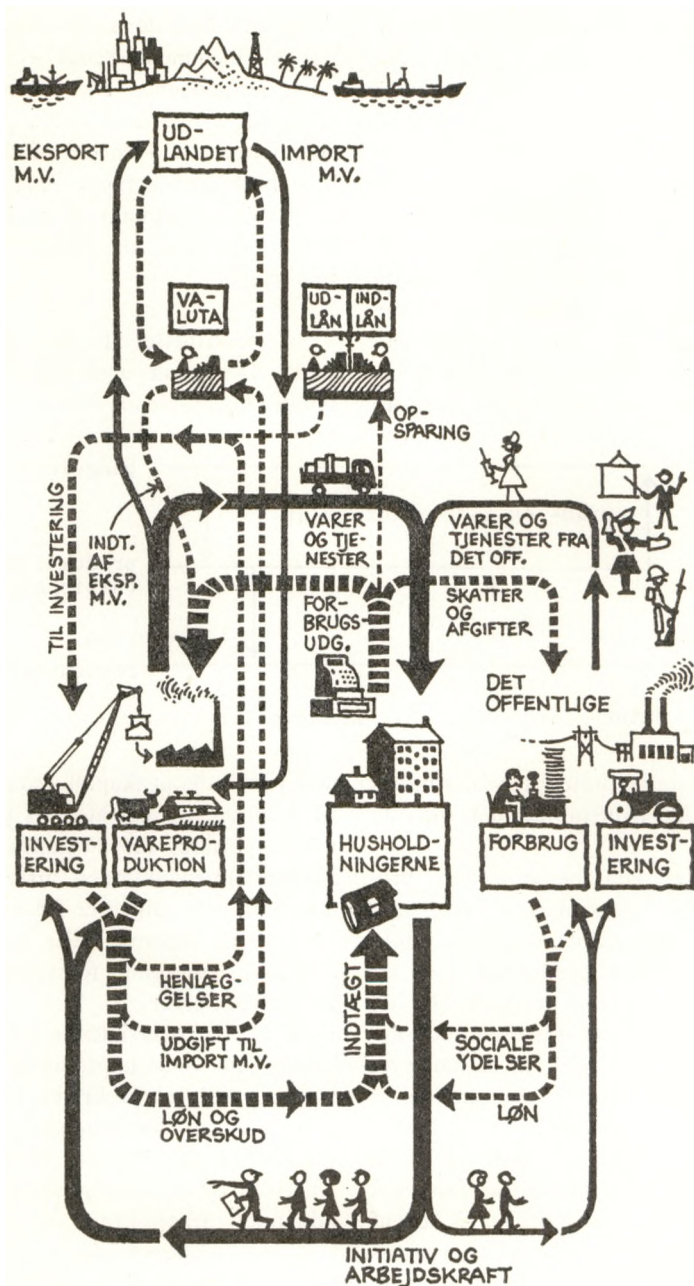 UD-
LANDET
EKSPORT
M.V.
IMPORT
M.V.
VA-
LUTA
UD-
LÅN
IND-
LÅN
OP-
SPARING
TIL INVESTERING
INDT.
AF
EKSP.
M.V.
VARER
OG TJE-
NESTER
VARER OG
TJENESTER FRA
DET OFF.
FOR-
BRUGS-
UDG.
SKATTER
OG
AFGIFTER
DET
OFFENTLIGE
INVEST-
ERING
VAREPRO-
DUKTION
HUSHOLD-
NINGERNE
FORBRUG
INVEST-
ERING
HENLÆG-
GELSER
UDGIFT TIL
IMPORT M.V.
INDTÆGT
SOCIALE
YDELSER
LØN OG
OVERSKUD
LØN
INITIATIV OG
ARBEJDSKRAFT